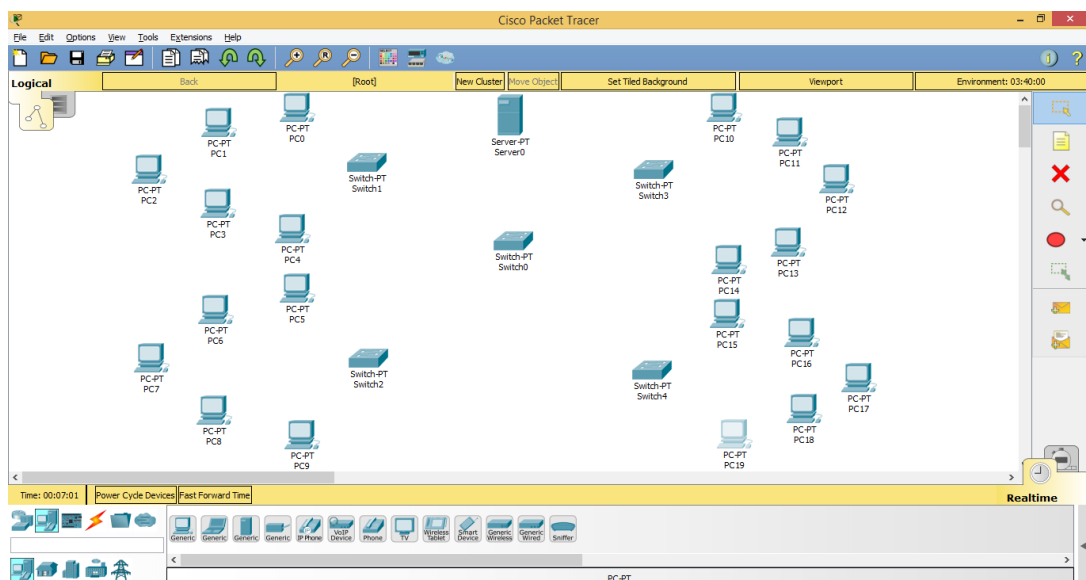 Cisco Packet Tracer
File Edit Options View Tools Extensions Help
Logical Back [Root] New Cluster Move Object Set Tiled Background Viewport Environment: 03:40:00
PC-PT
PC0
PC-PT
PC1
PC-PT
PC2
PC-PT
PC3
PC-PT
PC4
PC-PT
PC5
PC-PT
PC6
PC-PT
PC7
PC-PT
PC8
PC-PT
PC9
Switch-PT
Switch1
Switch-PT
Switch2
Server-PT
Server0
Switch-PT
Switch0
Switch-PT
Switch3
Switch-PT
Switch4
PC-PT
PC10
PC-PT
PC11
PC-PT
PC12
PC-PT
PC13
PC-PT
PC14
PC-PT
PC15
PC-PT
PC16
PC-PT
PC17
PC-PT
PC18
PC-PT
PC19
Time: 00:07:01 Power Cycle Devices Fast Forward Time Realtime
Generic Generic Generic Generic IP Phone VoIP Device Phone TV Wireless Tablet Smart Device Generic Wireless Generic Wired Sniffer
PC-PT